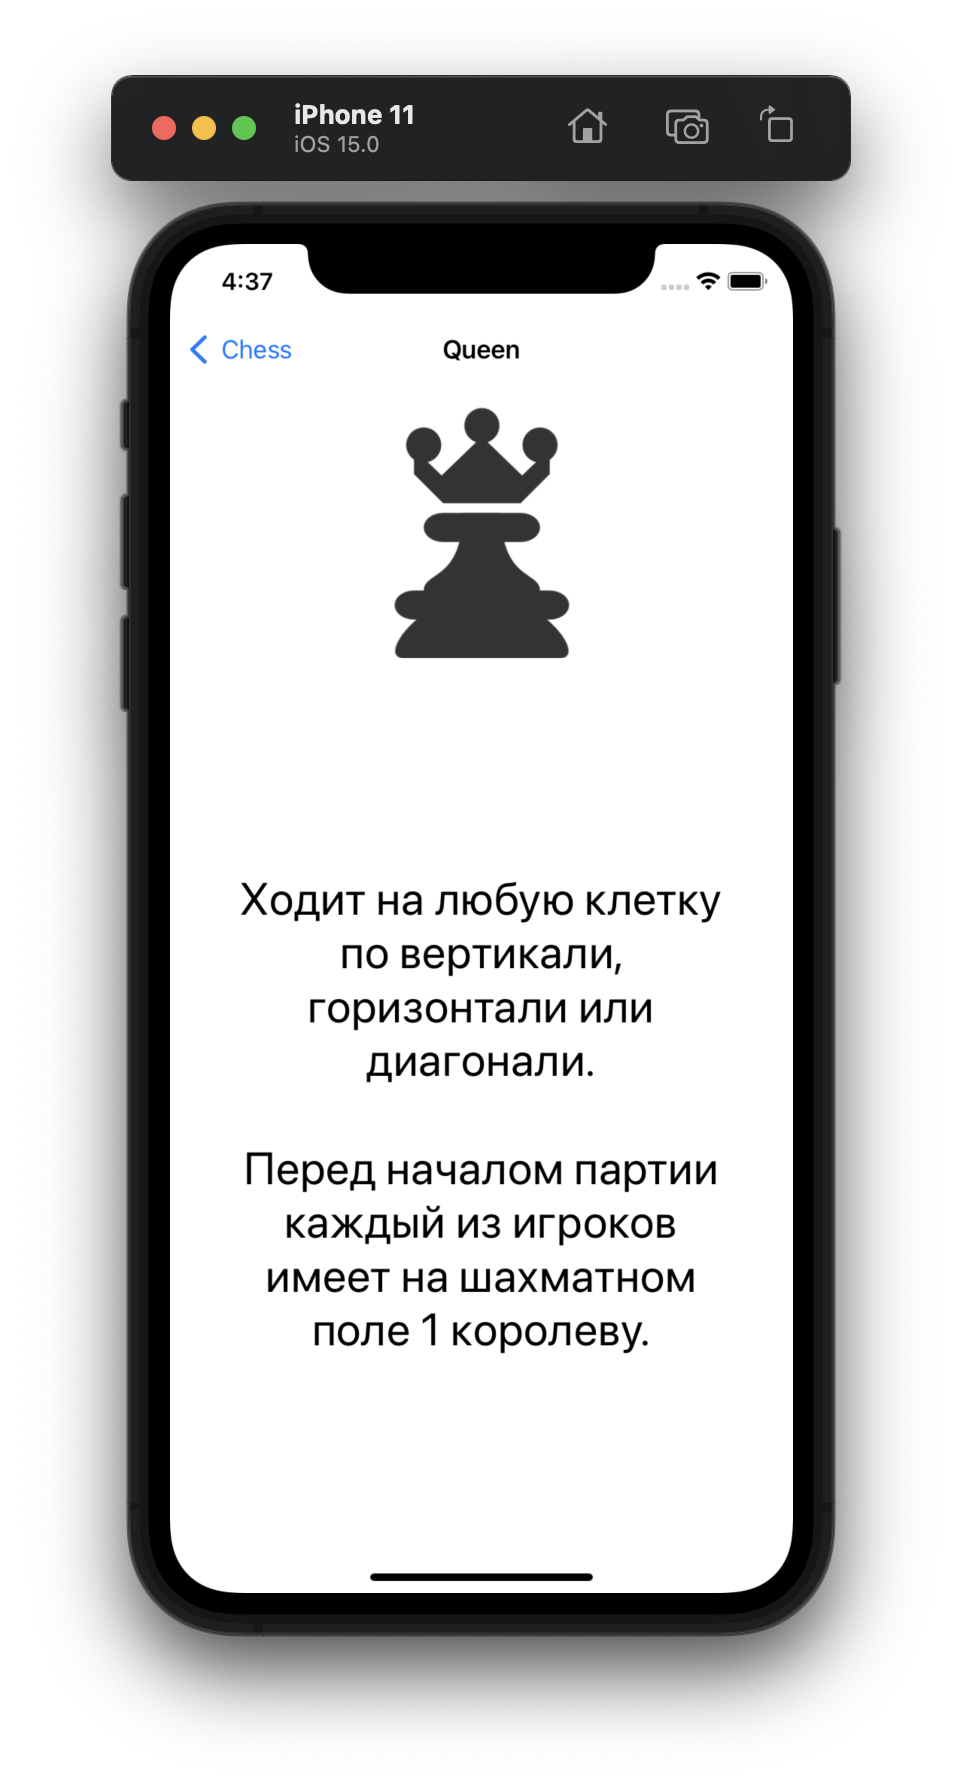 iPhone 11
iOS 15.0
4:37
Chess
Queen
Ходит на любую клетку
по вертикали,
горизонтали или
диагонали.
Перед началом партии
каждый из игроков
имеет на шахматном
поле 1 королеву.